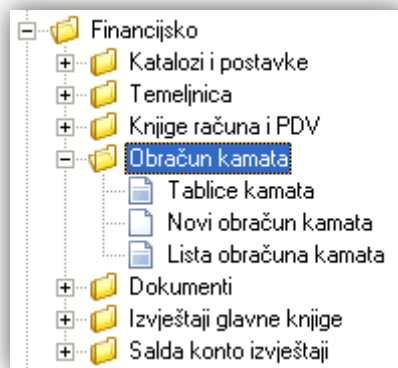 Financijsko
Katalozi i postavke
Temeljnica
Knjige računa i PDV
Obračun kamata
Tablice kamata
Novi obračun kamata
Lista obračuna kamata
Dokumenti
Izvještaji glavne knjige
Salda konto izvještaji